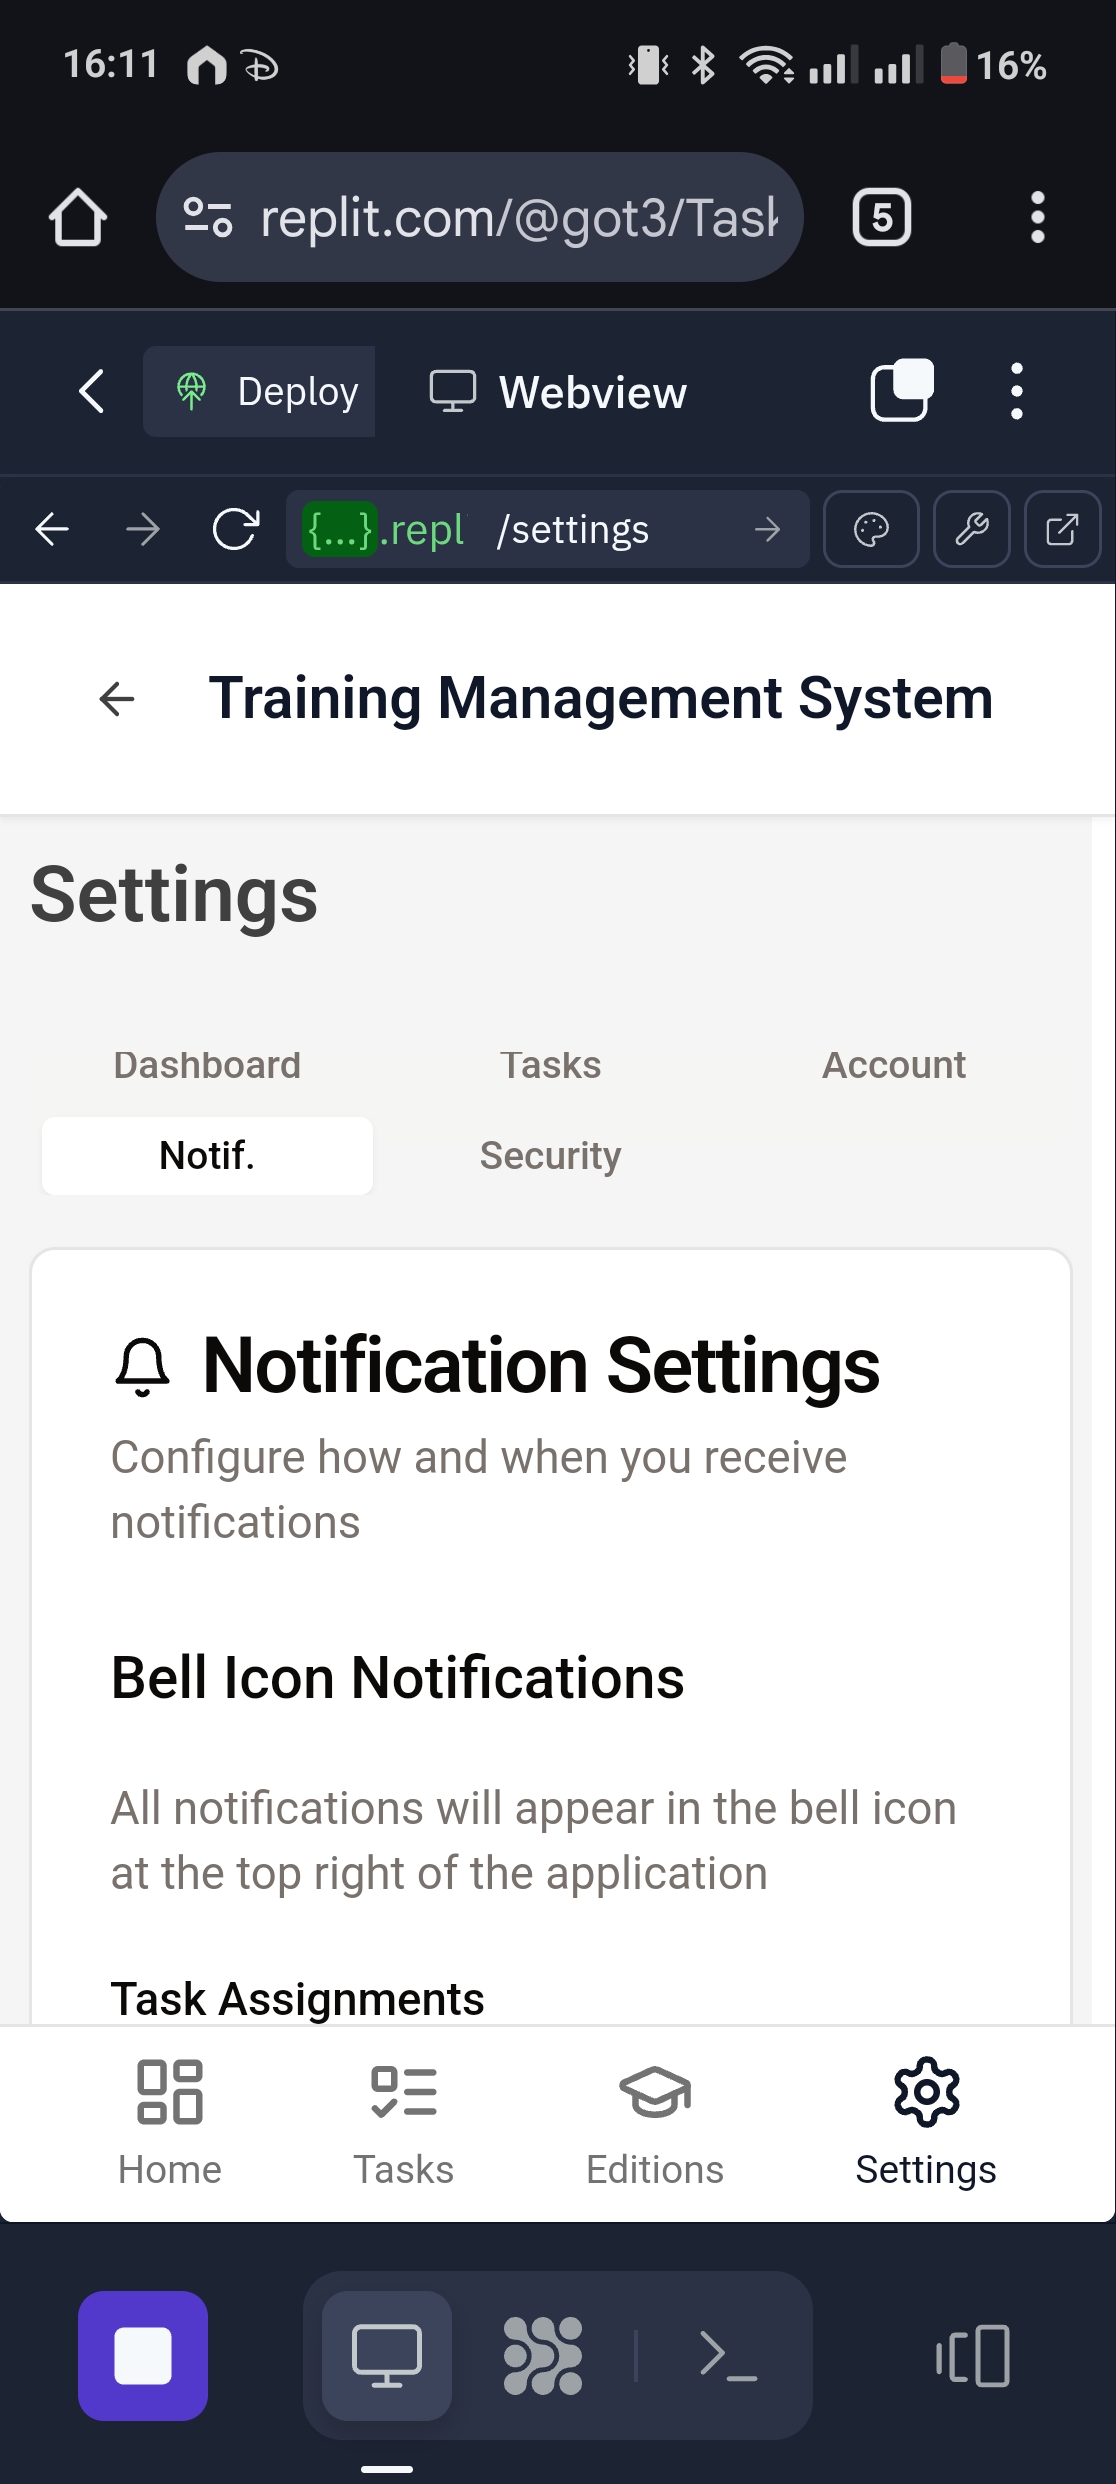 16:11
16%
replit.com/@got3/Task
5
Deploy
Webview
{...}.repl /settings
Training Management System
Settings
Dashboard Tasks Account
Notif. Security
Notification Settings
Configure how and when you receive
notifications
Bell Icon Notifications
All notifications will appear in the bell icon
at the top right of the application
Task Assignments
Home Tasks Editions Settings